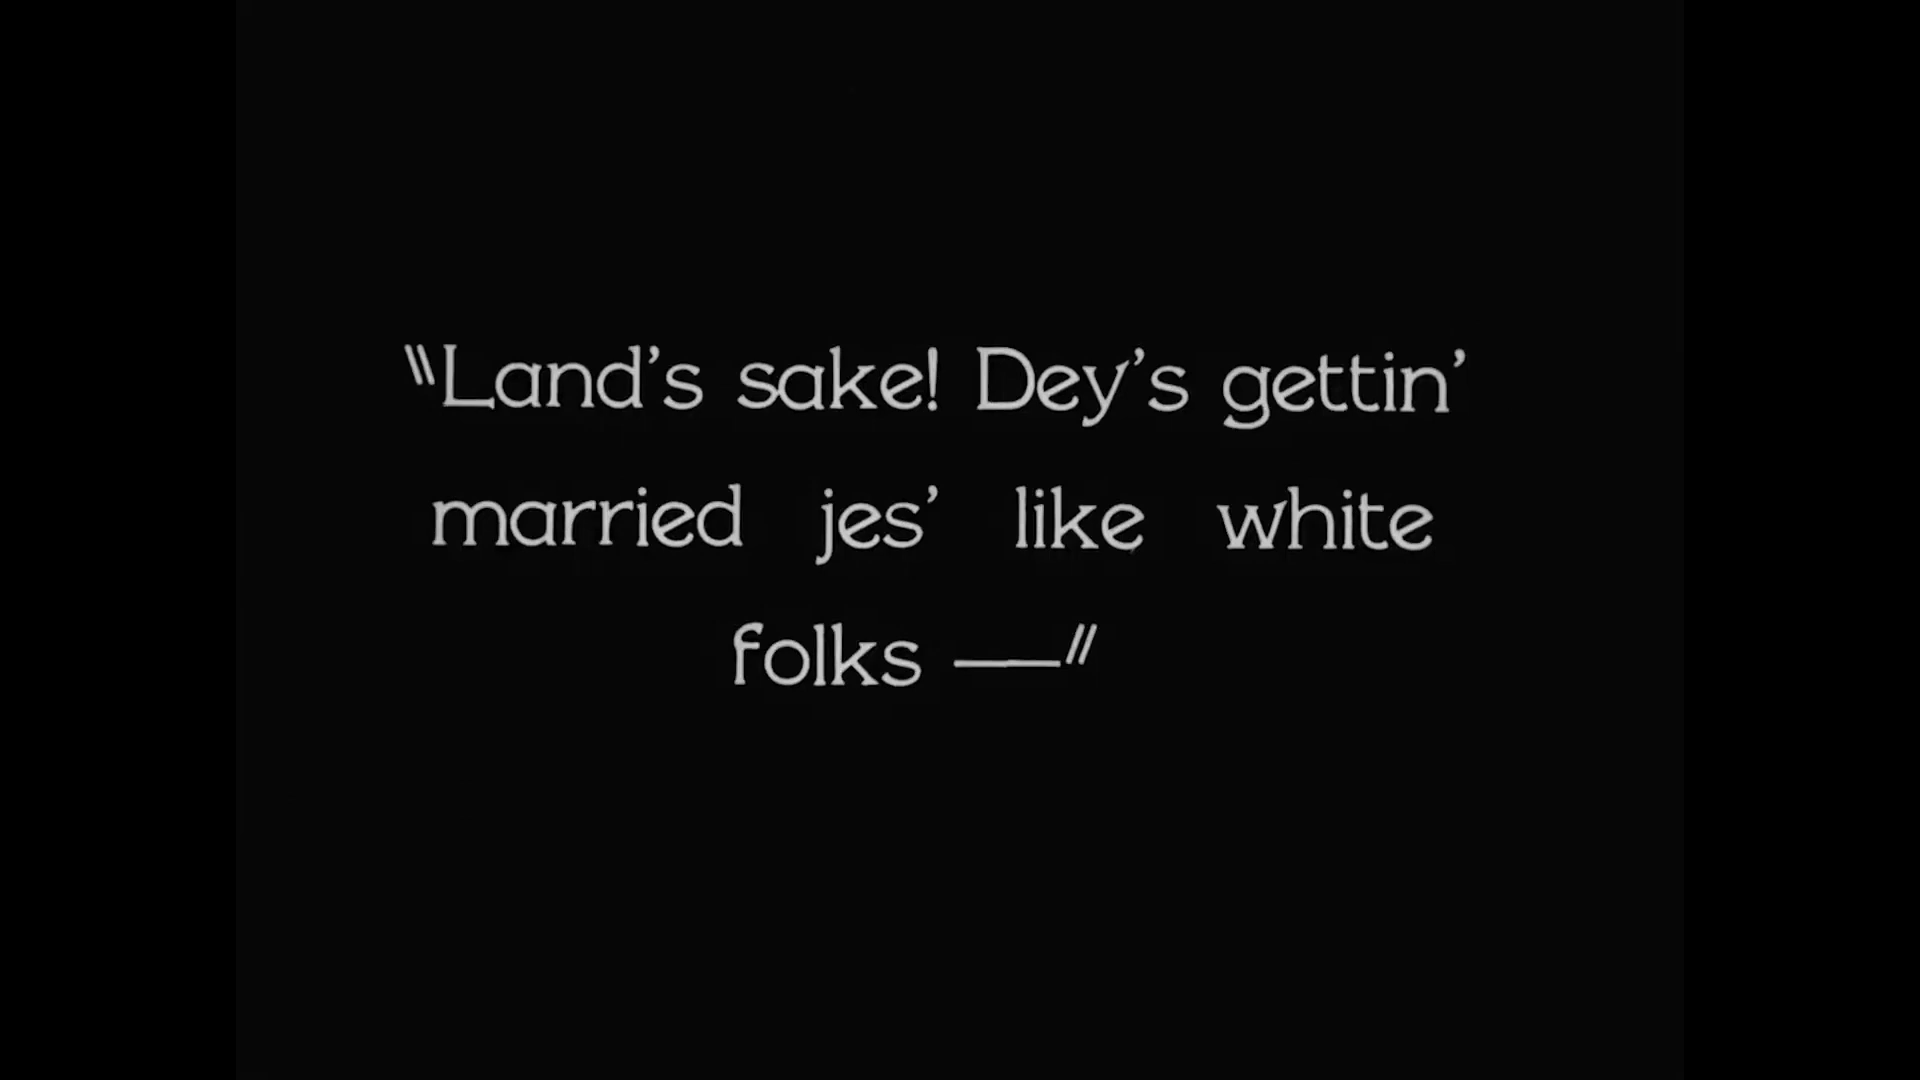 "Land's sake! Dey's gettin'
married jes' like white
folks —"